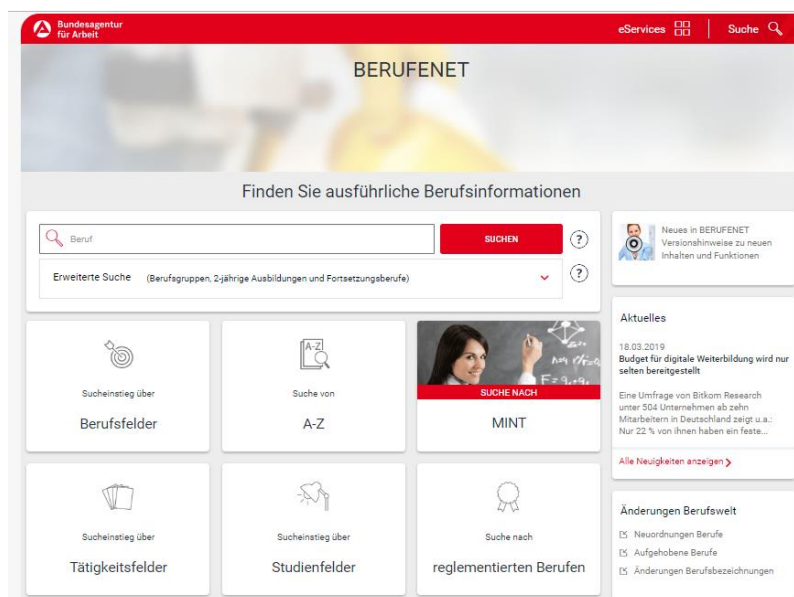 Bundesagentur
für Arbeit
eServices
Suche
BERUFENET
Finden Sie ausführliche Berufsinformationen
Beruf
SUCHEN
?
Erweiterte Suche (Berufsgruppen, 2-jährige Ausbildungen und Fortsetzungsberufe)
?
Neues in BERUFENET
Versionshinweise zu neuen
Inhalten und Funktionen
Sucheinstieg über
Berufsfelder
A-Z
Suche von
A-Z
SUCHE NACH
MINT
Aktuelles
18.03.2019
Budget für digitale Weiterbildung wird nur
selten bereitgestellt
Eine Umfrage von Bitkom Research
unter 504 Unternehmen ab zehn
Mitarbeitern in Deutschland zeigt u.a.:
Nur 22 % von ihnen haben ein feste...
Alle Neuigkeiten anzeigen
Sucheinstieg über
Tätigkeitsfelder
Sucheinstieg über
Studienfelder
Suche nach
reglementierten Berufen
Änderungen Berufswelt
Neuordnungen Berufe
Aufgehobene Berufe
Änderungen Berufsbezeichnungen